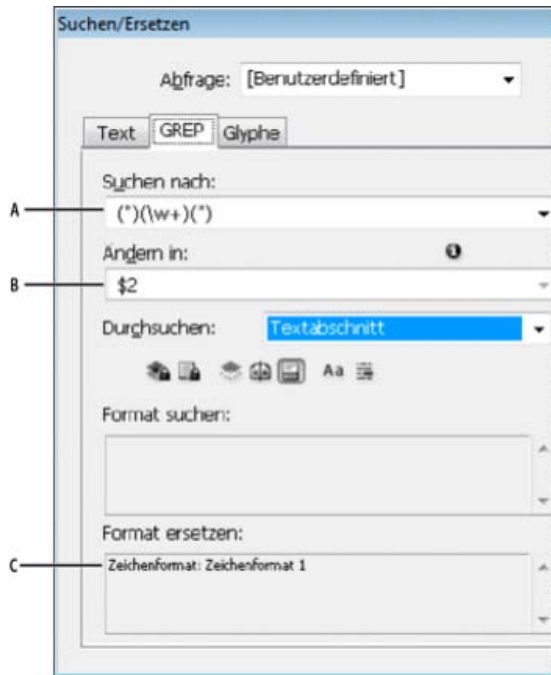 Suchen/Ersetzen
Abfrage: [Benutzerdefiniert]
Text GREP Glyphe
Suchen nach:
A (")(\w+)(")
Ändern in:
B $2
Durchsuchen: Textabschnitt
Aa
Format suchen:
Format ersetzen:
C Zeichenformat: Zeichenformat 1